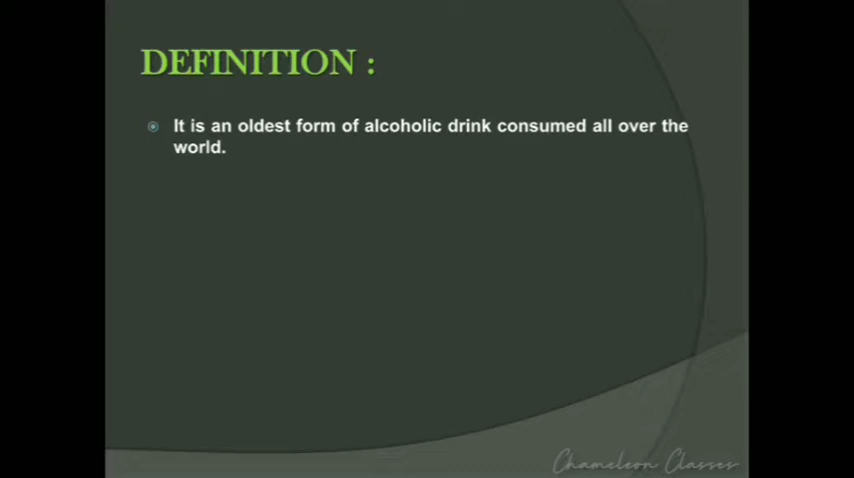 DEFINITION :
It is an oldest form of alcoholic drink consumed all over the
world.
Chameleon Classes